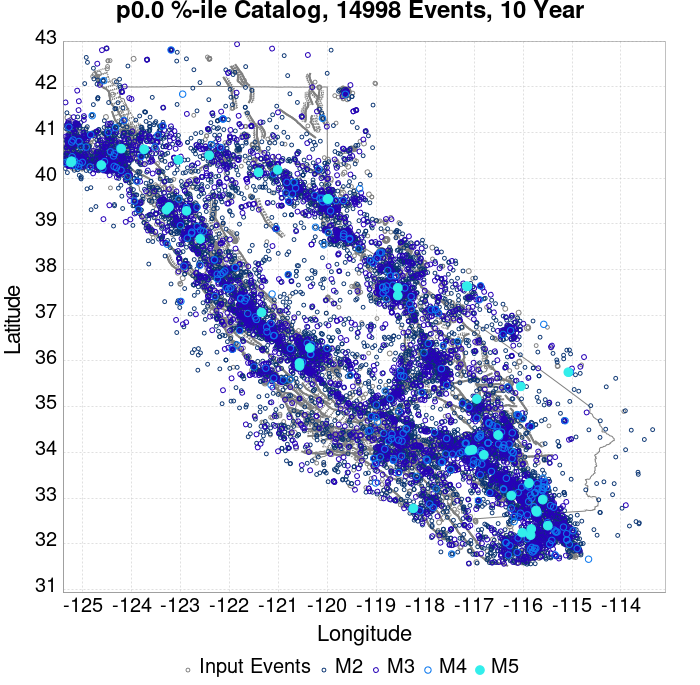 p0.0 %-ile Catalog, 14998 Events, 10 Year
43
42
41
40
39
38
37
36
35
34
33
32
31
Latitude
-125 -124 -123 -122 -121 -120 -119 -118 -117 -116 -115 -114
Longitude
Input Events M2 M3 M4 M5